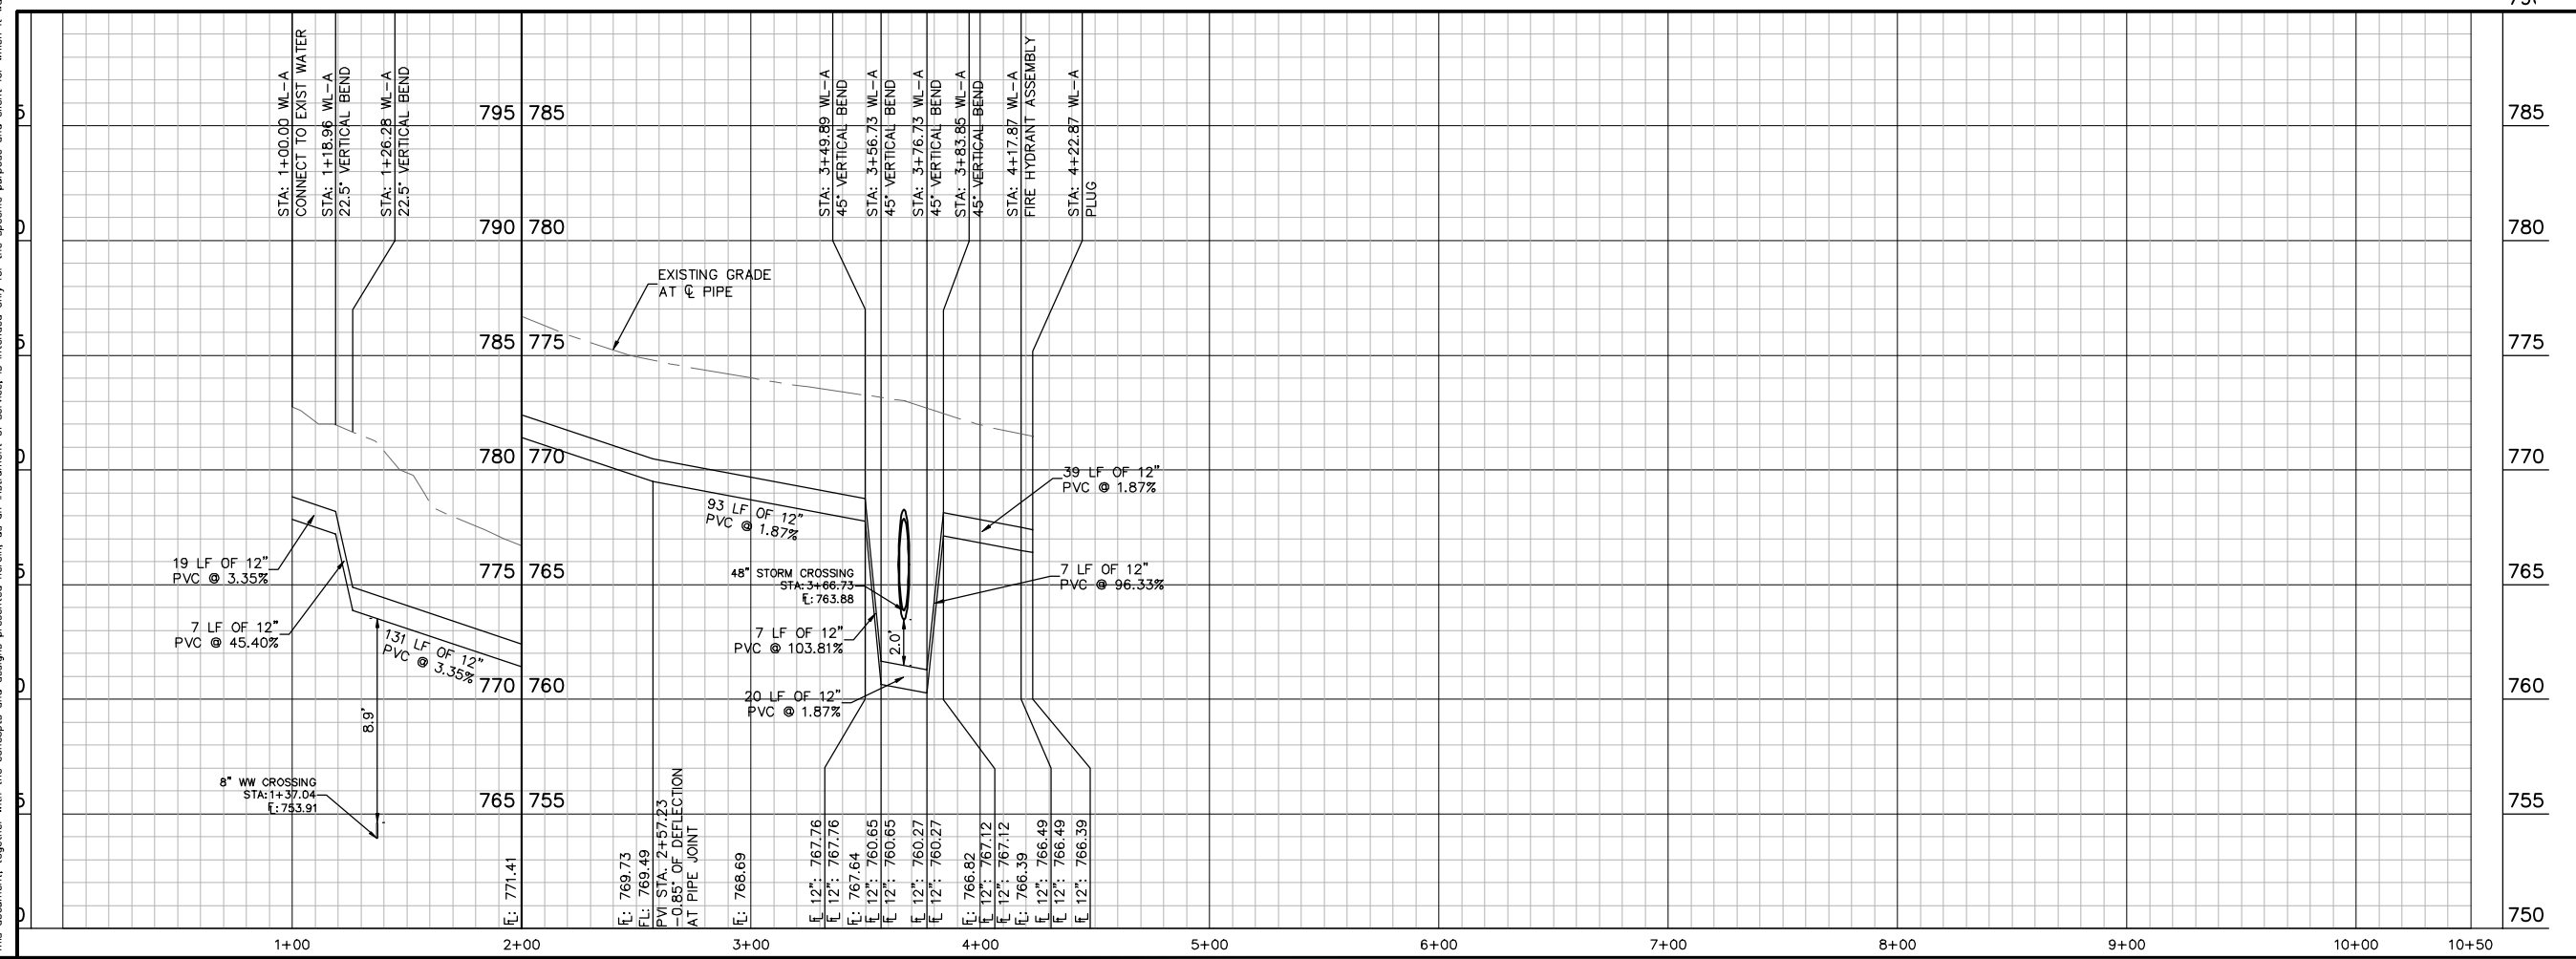 STA: 1+00.00 WL-A
CONNECT TO EXIST WATER
STA: 1+18.96 WL-A
22.5° VERTICAL BEND
STA: 1+26.28 WL-A
22.5° VERTICAL BEND
STA: 3+49.89 WL-A
45° VERTICAL BEND
STA: 3+56.73 WL-A
45° VERTICAL BEND
STA: 3+76.73 WL-A
45° VERTICAL BEND
STA: 3+83.85 WL-A
45° VERTICAL BEND
STA: 4+17.87 WL-A
FIRE HYDRANT ASSEMBLY
STA: 4+22.87 WL-A
PLUG
795 785
785
790 780
780
EXISTING GRADE
AT ℄ PIPE
785 775
775
780 770
770
39 LF OF 12"
PVC @ 1.87%
93 LF OF 12"
PVC @ 1.87%
19 LF OF 12"
PVC @ 3.35%
775 765
765
48" STORM CROSSING
STA:3+66.73
FL:763.88
7 LF OF 12"
PVC @ 96.33%
7 LF OF 12"
PVC @ 45.40%
131 LF OF 12"
PVC @ 3.35%
7 LF OF 12"
PVC @ 103.81%
2.0'
770 760
760
20 LF OF 12"
PVC @ 1.87%
8.9'
8" WW CROSSING
STA:1+37.04
FL:753.91
765 755
755
FL: 771.41
FL: 769.73
FL: 769.49
PVI STA. 2+57.23
-0.85° OF DEFLECTION
AT PIPE JOINT
FL: 768.69
FL 12": 767.76
FL 12": 767.76
FL: 767.64
FL 12": 760.65
FL 12": 760.65
FL 12": 760.27
FL 12": 760.27
FL: 766.82
FL 12": 767.12
FL 12": 767.12
FL: 766.39
FL 12": 766.49
FL 12": 766.49
FL 12": 766.39
750
1+00 2+00 3+00 4+00 5+00 6+00 7+00 8+00 9+00 10+00 10+50